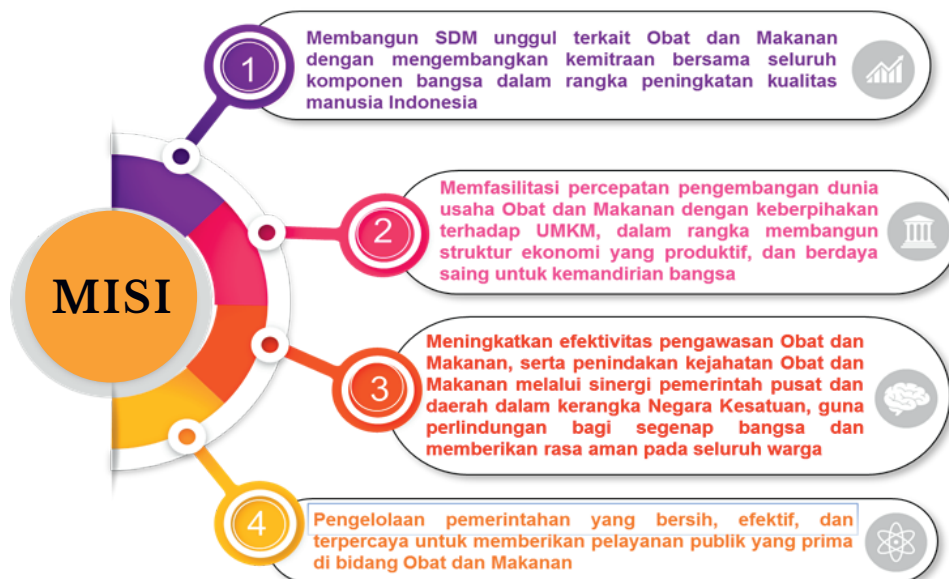 MISI
1
Membangun SDM unggul terkait Obat dan Makanan
dengan mengembangkan kemitraan bersama seluruh
komponen bangsa dalam rangka peningkatan kualitas
manusia Indonesia
2
Memfasilitasi percepatan pengembangan dunia
usaha Obat dan Makanan dengan keberpihakan
terhadap UMKM, dalam rangka membangun
struktur ekonomi yang produktif, dan berdaya
saing untuk kemandirian bangsa
3
Meningkatkan efektivitas pengawasan Obat dan
Makanan, serta penindakan kejahatan Obat dan
Makanan melalui sinergi pemerintah pusat dan
daerah dalam kerangka Negara Kesatuan, guna
perlindungan bagi segenap bangsa dan
memberikan rasa aman pada seluruh warga
4
Pengelolaan pemerintahan yang bersih, efektif, dan
terpercaya untuk memberikan pelayanan publik yang prima
di bidang Obat dan Makanan